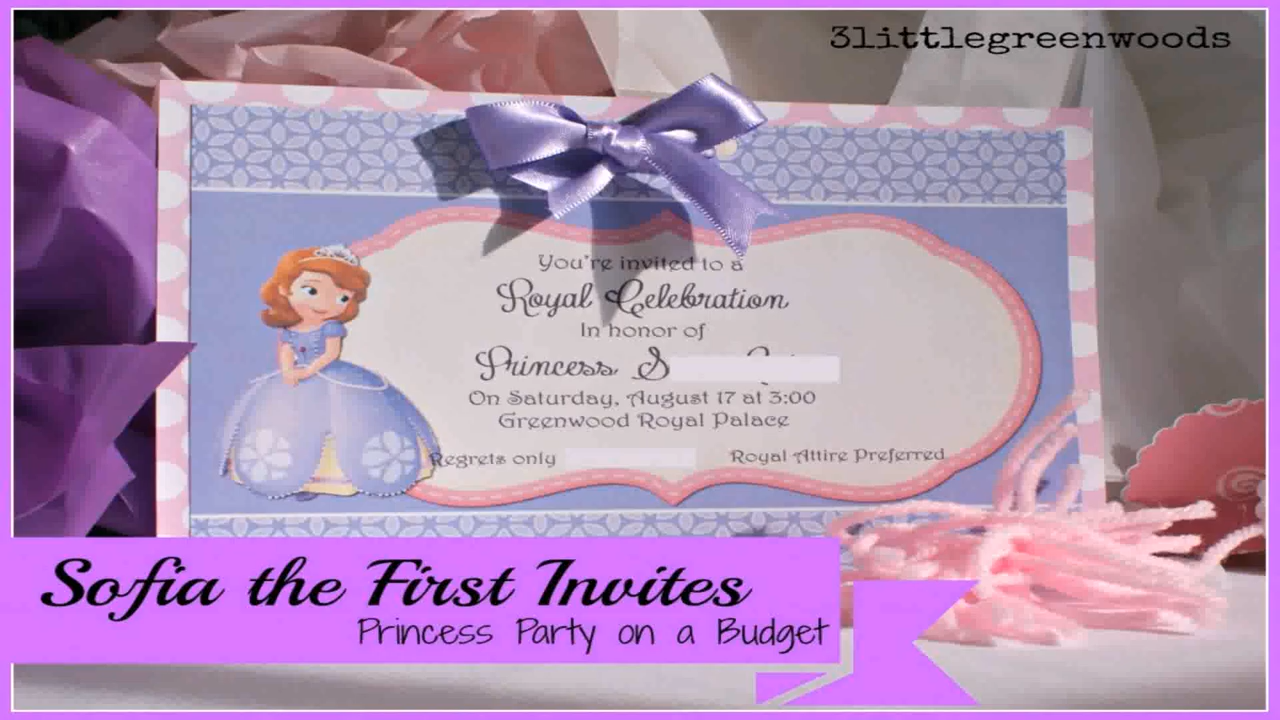 3littlegreenwoods
You're invited to a
Royal Celebration
In honor of
Princess S
On Saturday, August 17 at 3:00
Greenwood Royal Palace
Regrets only
Royal Attire Preferred
Sofia the First Invites
Princess Party on a Budget